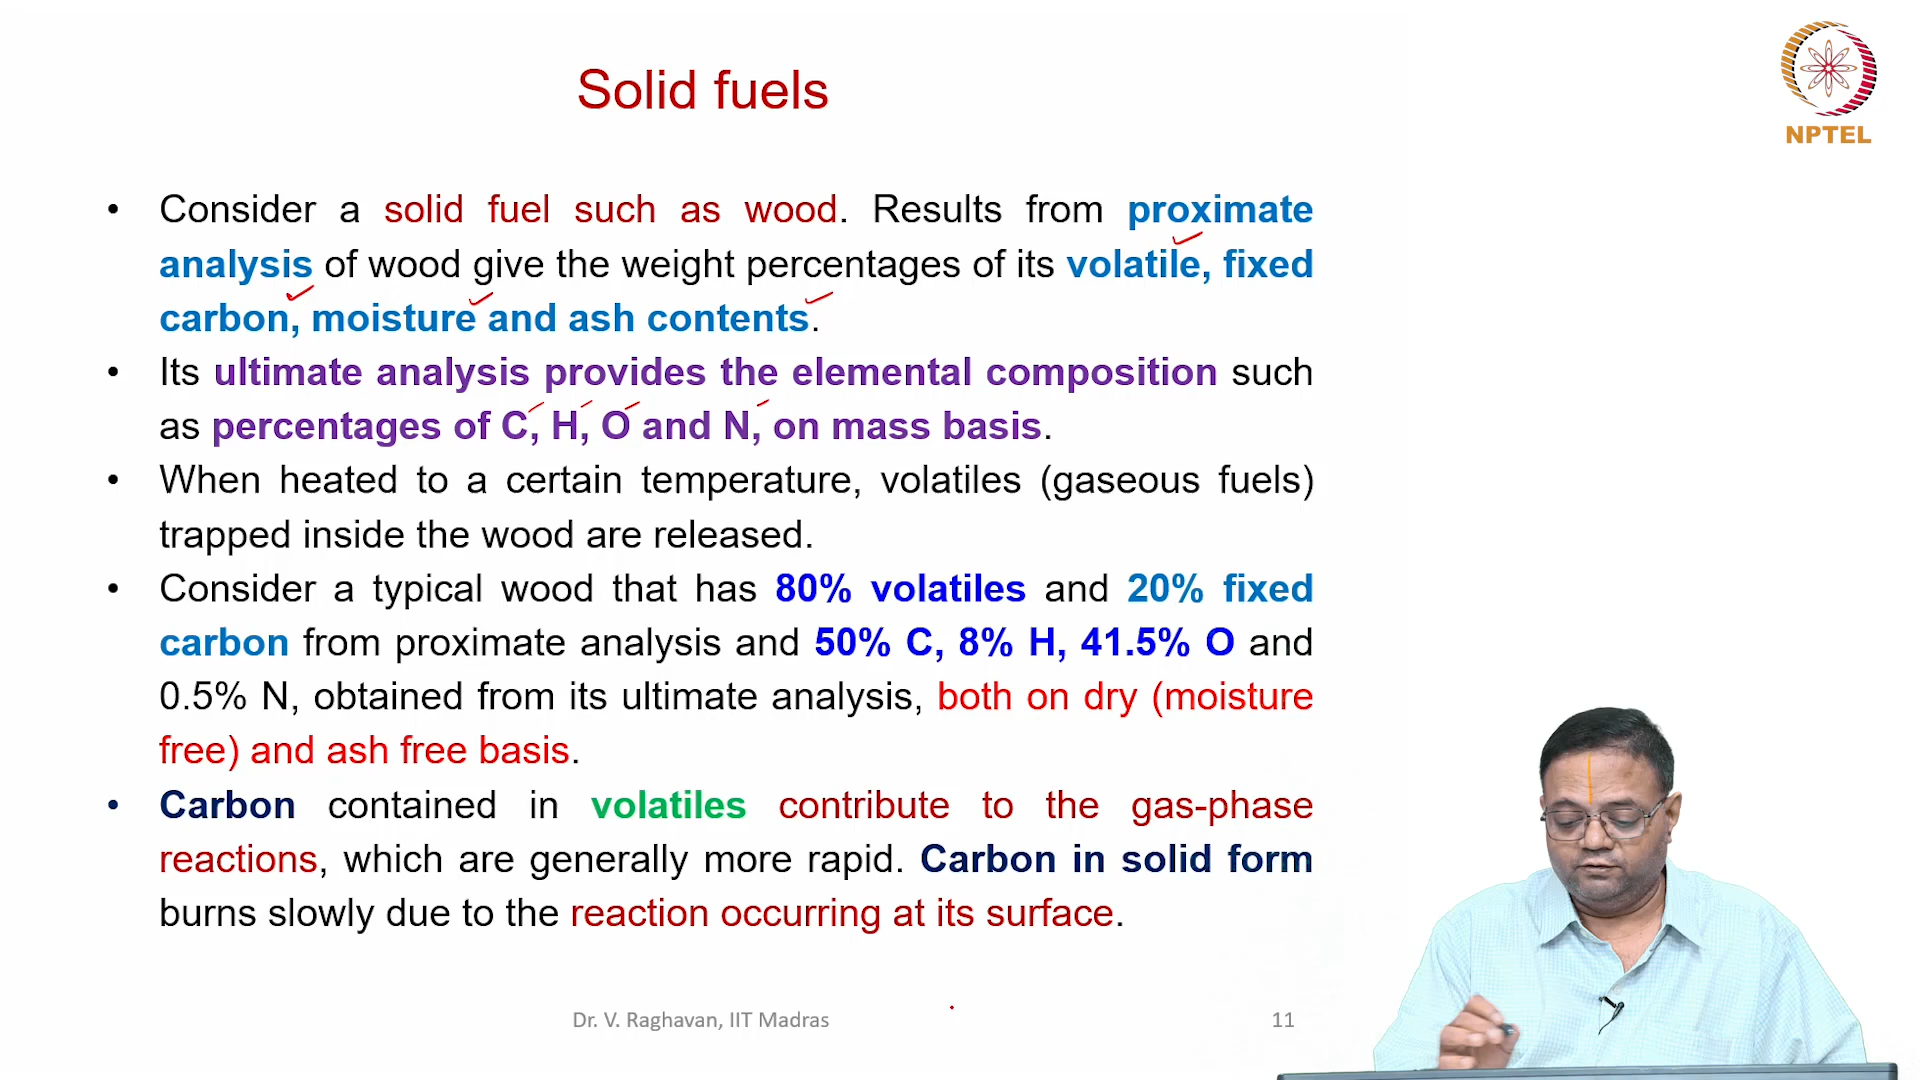 Solid fuels
NPTEL
• Consider a solid fuel such as wood. Results from proximate
analysis of wood give the weight percentages of its volatile, fixed
carbon, moisture and ash contents.
• Its ultimate analysis provides the elemental composition such
as percentages of C, H, O and N, on mass basis.
• When heated to a certain temperature, volatiles (gaseous fuels)
trapped inside the wood are released.
• Consider a typical wood that has 80% volatiles and 20% fixed
carbon from proximate analysis and 50% C, 8% H, 41.5% O and
0.5% N, obtained from its ultimate analysis, both on dry (moisture
free) and ash free basis.
• Carbon contained in volatiles contribute to the gas-phase
reactions, which are generally more rapid. Carbon in solid form
burns slowly due to the reaction occurring at its surface.
Dr. V. Raghavan, IIT Madras
11